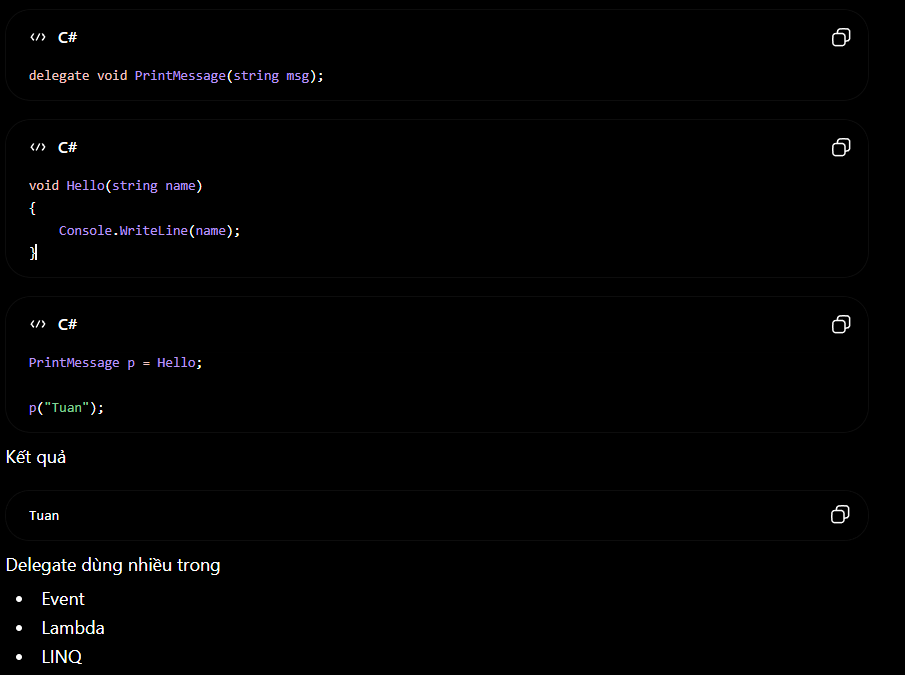 C#
delegate void PrintMessage(string msg);
C#
void Hello(string name)
{
    Console.WriteLine(name);
}
C#
PrintMessage p = Hello;
p("Tuan");
Kết quả
Tuan
Delegate dùng nhiều trong
Event
Lambda
LINQ